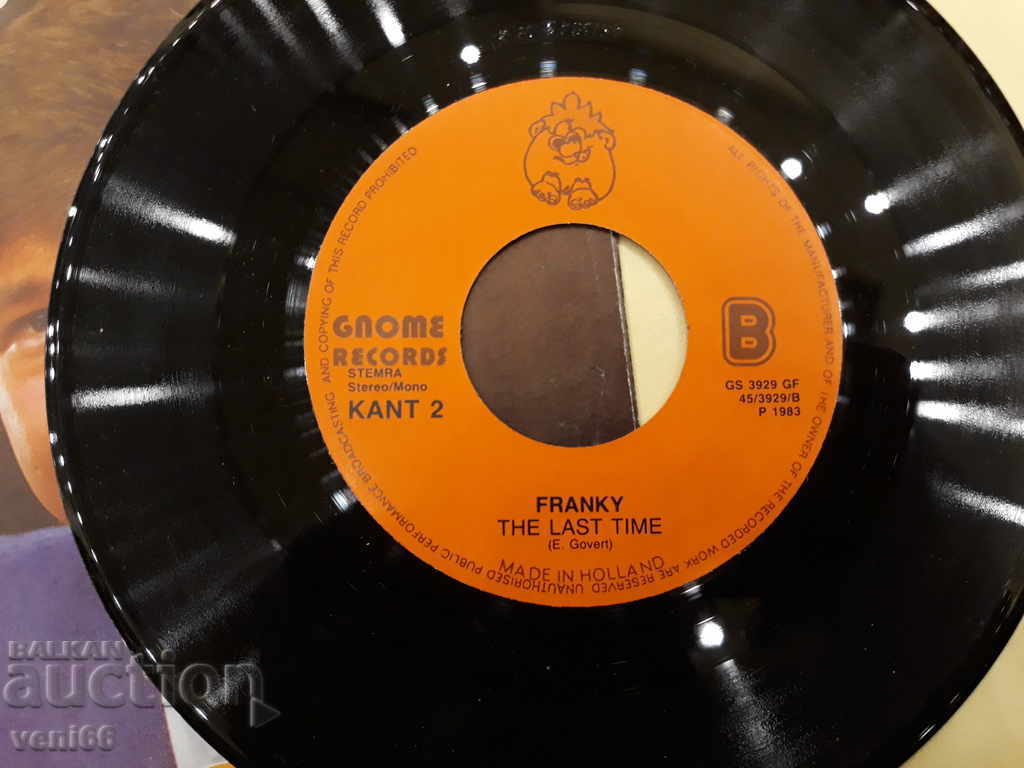 GNOME
RECORDS
STEMRA
Stereo/Mono
KANT 2
B
GS 3929 GF
45/3929/B
P 1983
FRANKY
THE LAST TIME
(E. Govert)
MADE IN HOLLAND
ALL RIGHTS OF THE MANUFACTURER AND OF THE OWNER OF THE RECORDED WORK ARE RESERVED UNAUTHORISED PUBLIC PERFORMANCE BROADCASTING AND COPYING OF THIS RECORD PROHIBITED
BALKAN
auction
veni66